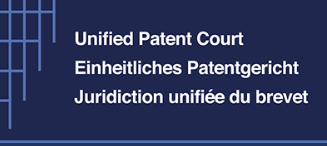 Unified Patent Court
Einheitliches Patentgericht
Juridiction unifiée du brevet